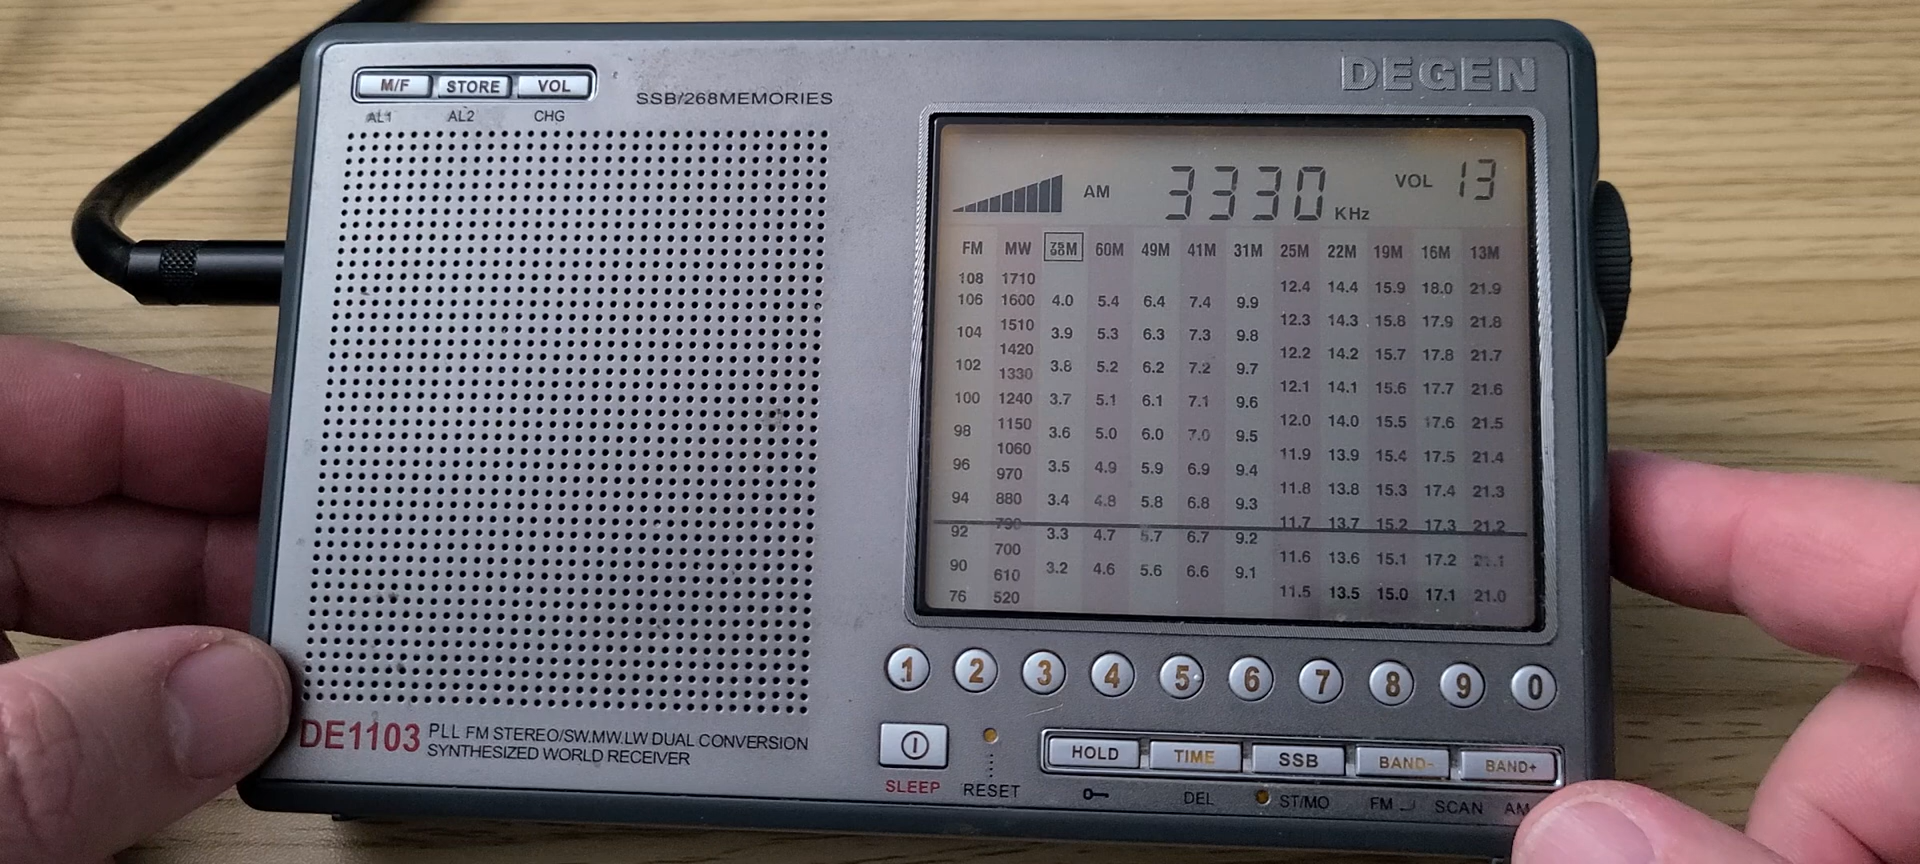 M/F STORE VOL
AL1 AL2 CHG
SSB/268MEMORIES
DEGEN
AM 3330 KHz VOL 13
FM MW 75 60M 49M 41M 31M 25M 22M 19M 16M 13M
68M
108 1710
12.4 14.4 15.9 18.0 21.9
106 1600 4.0 5.4 6.4 7.4 9.9
1510 12.3 14.3 15.8 17.9 21.8
104 3.9 5.3 6.3 7.3 9.8
1420 12.2 14.2 15.7 17.8 21.7
102 3.8 5.2 6.2 7.2 9.7
1330 12.1 14.1 15.6 17.7 21.6
100 1240 3.7 5.1 6.1 7.1 9.6
1150 12.0 14.0 15.5 17.6 21.5
98 3.6 5.0 6.0 7.0 9.5
1060 11.9 13.9 15.4 17.5 21.4
96 970 3.5 4.9 5.9 6.9 9.4
11.8 13.8 15.3 17.4 21.3
94 880 3.4 4.8 5.8 6.8 9.3
790 11.7 13.7 15.2 17.3 21.2
92 3.3 4.7 5.7 6.7 9.2
700 11.6 13.6 15.1 17.2 21.1
90 610 3.2 4.6 5.6 6.6 9.1
76 520 11.5 13.5 15.0 17.1 21.0
1 2 3 4 5 6 7 8 9 0
DE1103 PLL FM STEREO/SW.MW.LW DUAL CONVERSION
SYNTHESIZED WORLD RECEIVER
HOLD TIME SSB BAND- BAND+
SLEEP RESET DEL ST/MO FM SCAN AM